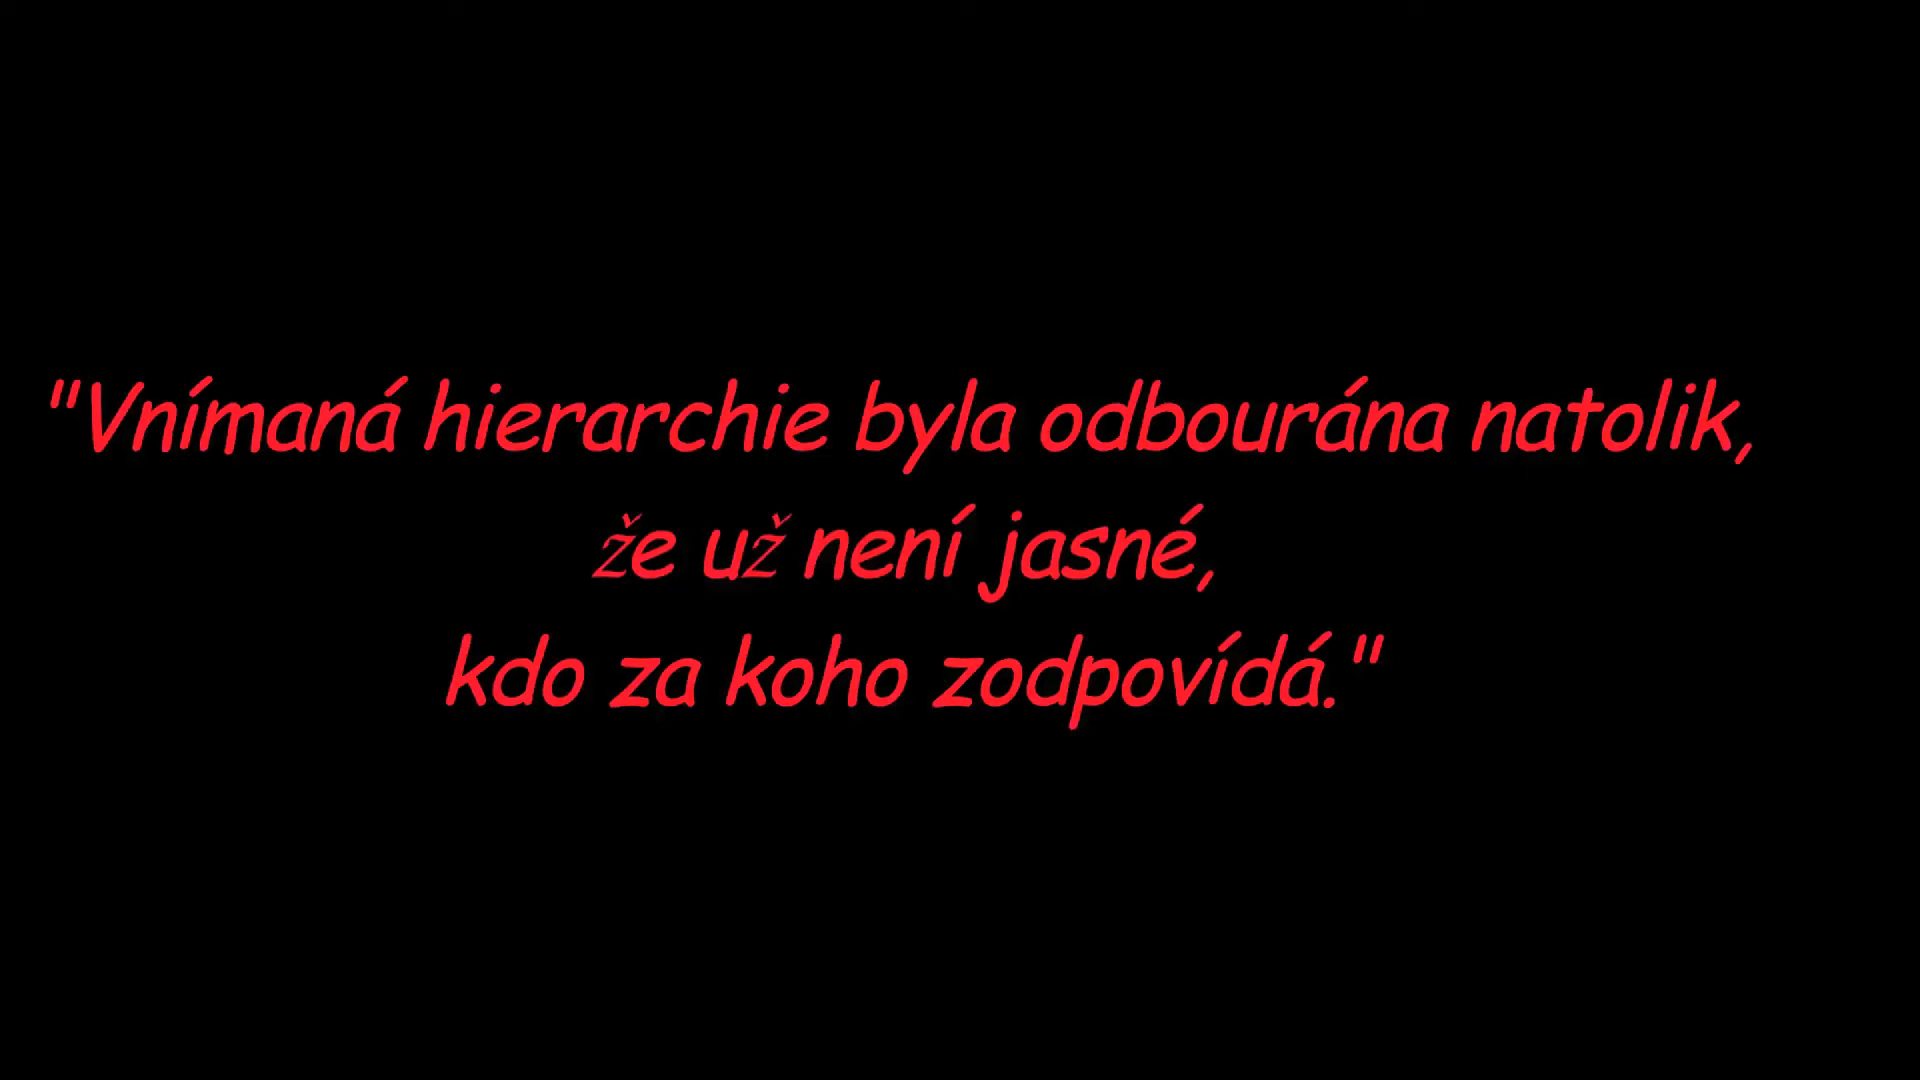 "Vnímaná hierarchie byla odbourána natolik,
že už není jasné,
kdo za koho zodpovídá."